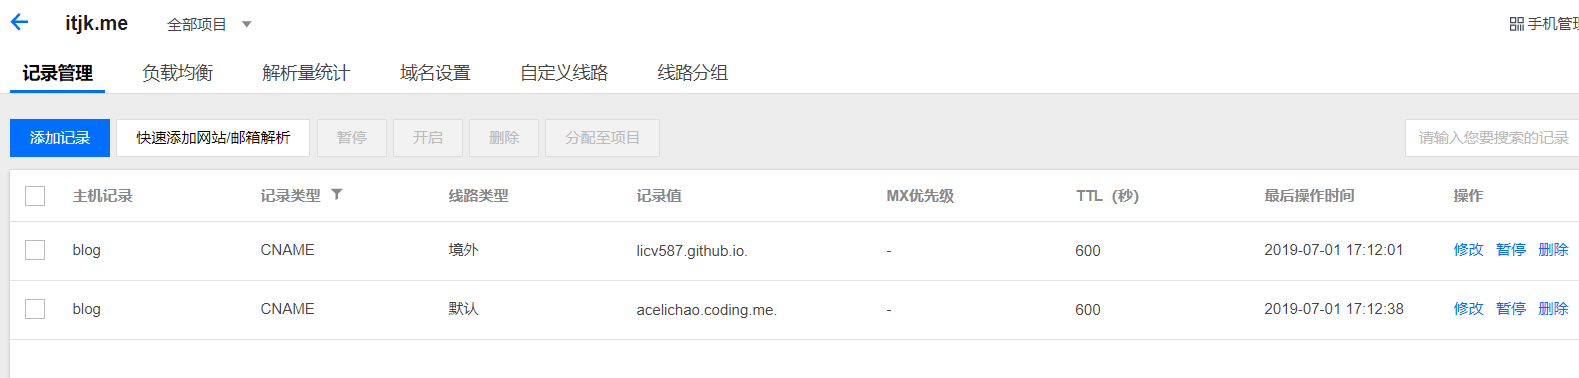 itjk.me 全部项目 手机管理
记录管理 负载均衡 解析量统计 域名设置 自定义线路 线路分组
添加记录 快速添加网站/邮箱解析 暂停 开启 删除 分配至项目 请输入您要搜索的记录
主机记录 记录类型 线路类型 记录值 MX优先级 TTL（秒） 最后操作时间 操作
blog CNAME 境外 licv587.github.io. - 600 2019-07-01 17:12:01 修改 暂停 删除
blog CNAME 默认 acelichao.coding.me. - 600 2019-07-01 17:12:38 修改 暂停 删除